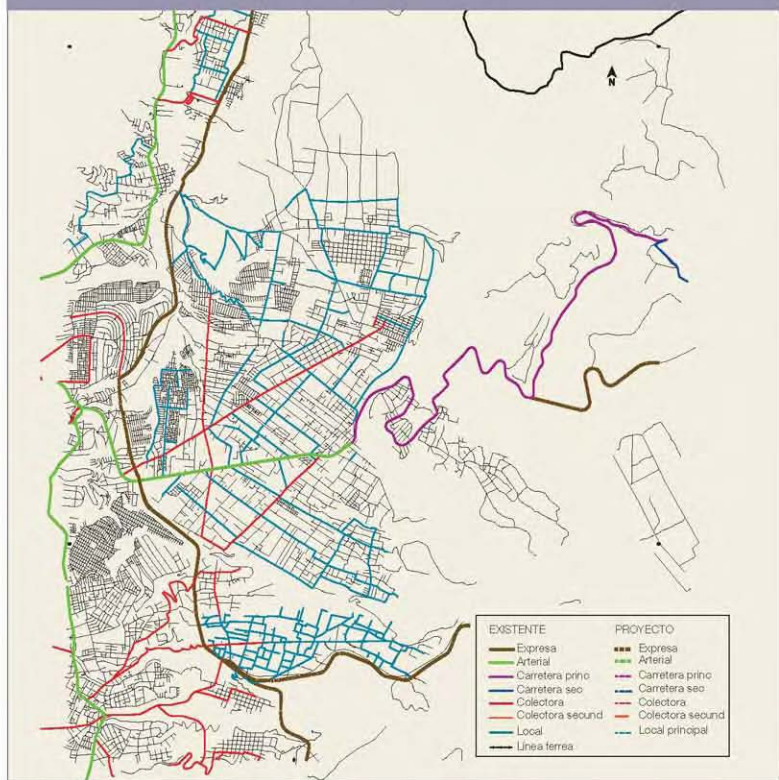 N
EXISTENTE
Expresa
Arterial
Carretera princ
Carretera sec
Colectora
Colectora secund
Local
Línea ferrea
PROYECTO
Expresa
Arterial
Carretera princ
Carretera sec
Colectora
Colectora secund
Local principal